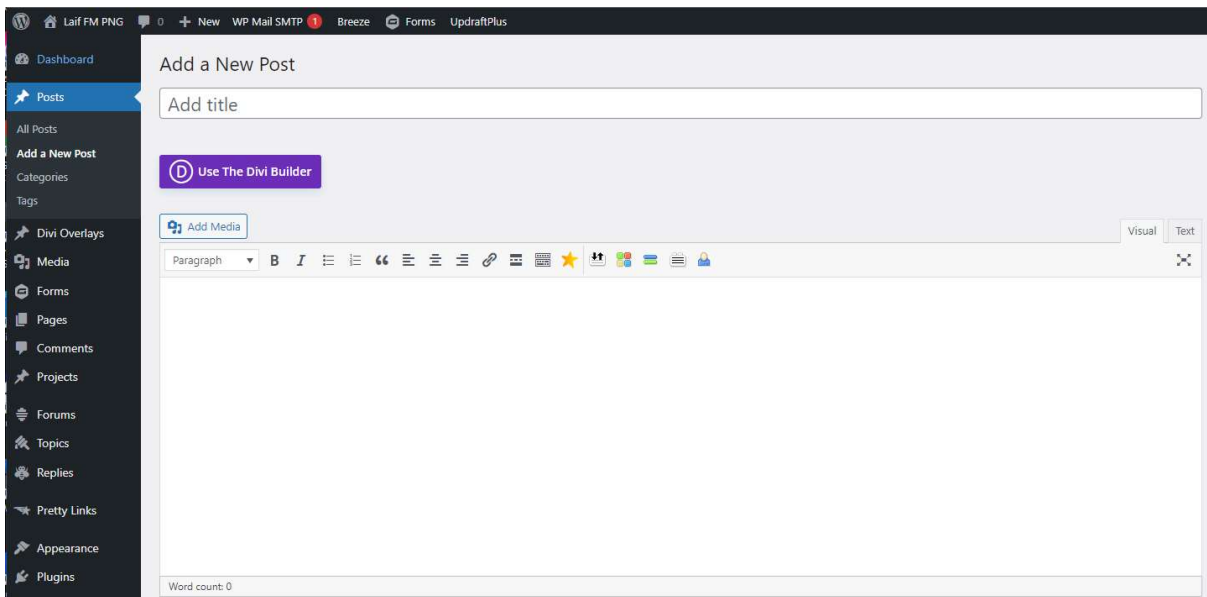 Laif FM PNG 0 New WP Mail SMTP 1 Breeze Forms UpdraftPlus
Dashboard
Posts
All Posts
Add a New Post
Categories
Tags
Divi Overlays
Media
Forms
Pages
Comments
Projects
Forums
Topics
Replies
Pretty Links
Appearance
Plugins
Add a New Post
Add title
D Use The Divi Builder
Add Media
Visual Text
Paragraph B I
Word count: 0